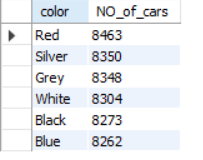 color NO_of_cars
Red 8463
Silver 8350
Grey 8348
White 8304
Black 8273
Blue 8262